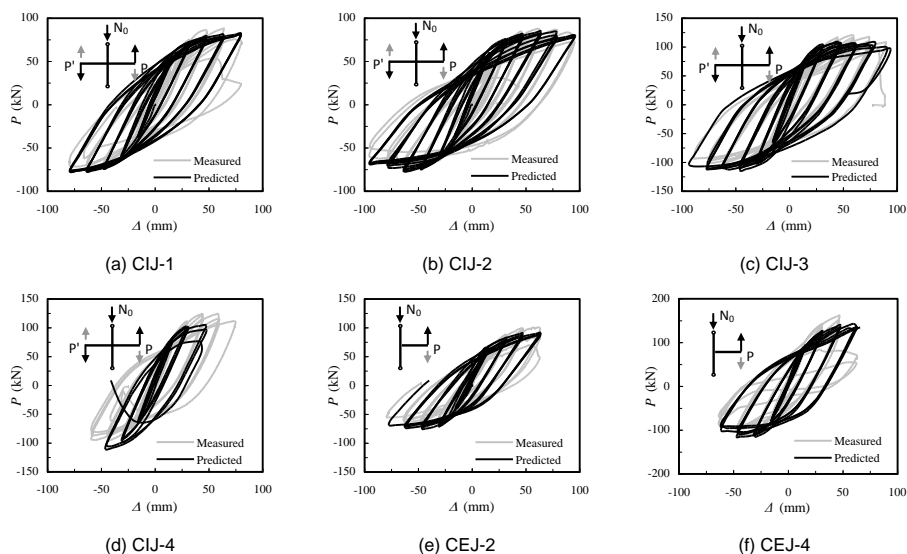 100
50
0
-50
-100
-100 -50 0 50 100
P (kN)
Δ (mm)
N0
P'
P
Measured
Predicted
(a) CIJ-1
100
50
0
-50
-100
-100 -50 0 50 100
P (kN)
Δ (mm)
N0
P'
P
Measured
Predicted
(b) CIJ-2
150
100
50
0
-50
-100
-150
-100 -50 0 50 100
P (kN)
Δ (mm)
N0
P'
P
Measured
Predicted
(c) CIJ-3
150
100
50
0
-50
-100
-150
-100 -50 0 50 100
P (kN)
Δ (mm)
N0
P'
P
Measured
Predicted
(d) CIJ-4
150
100
50
0
-50
-100
-150
-100 -50 0 50 100
P (kN)
Δ (mm)
N0
P
Measured
Predicted
(e) CEJ-2
200
100
0
-100
-200
-100 -50 0 50 100
P (kN)
Δ (mm)
N0
P
Measured
Predicted
(f) CEJ-4